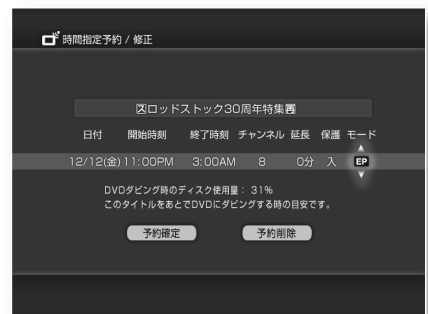 時間指定予約 / 修正
🅂ロッドストック30周年特集再
日付 開始時刻 終了時刻 チャンネル 延長 保護 モード
12/12(金) 11:00PM 3:00AM 8 0分 入 EP
DVDダビング時のディスク使用量： 31%
このタイトルをあとでDVDにダビングする時の目安です。
予約確定 予約削除